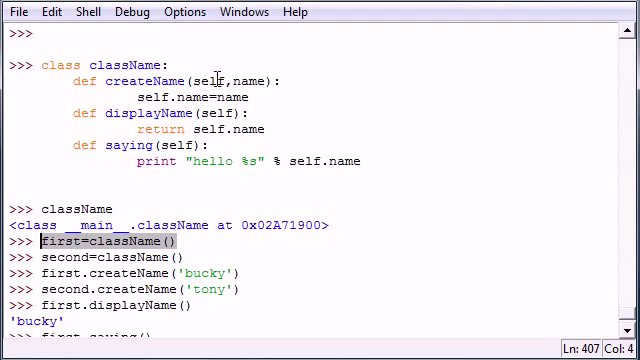 File Edit Shell Debug Options Windows Help
>>>
>>> class className:
def createName(self,name):
self.name=name
def displayName(self):
return self.name
def saying(self):
print "hello %s" % self.name
>>> className
<class __main__.className at 0x02A71900>
>>> first=className()
>>> second=className()
>>> first.createName('bucky')
>>> second.createName('tony')
>>> first.displayName()
'bucky'
>>> first.saying()
Ln: 407 Col: 4